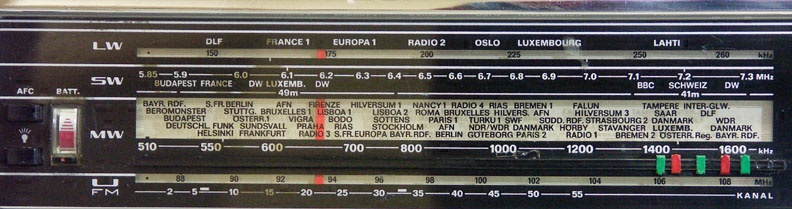 LW DLF FRANCE 1 EUROPA 1 RADIO 2 OSLO LUXEMBOURG LAHTI
150 175 200 225 250 260 kHz
SW 5.85 5.9 6.0 6.1 6.2 6.3 6.4 6.5 6.6 6.7 6.8 6.9 7.0 7.1 7.2 7.3 MHz
BUDAPEST FRANCE DW LUXEMB. DW BBC SCHWEIZ DW
49m 41m
AFC BATT.
BAYR. RDF. S.FR.BERLIN AFN FIRENZE HILVERSUM 1 NANCY 1 RADIO 4 RIAS BREMEN 1 FALUN TAMPERE INTER-GLW.
BEROMÖNSTER STUTTG. BRUXELLES 1 LISBOA 1 LISBOA 2 ROMA BRUXELLES HILVERS. AFN HILVERSUM 3 SAAR DLF
MW BUDAPEST ÖSTERR.1 VIGRA BODO SOTTENS PARIS 1 TURKU 1 SWF SÜDD. RDF. STRASBOURG 2 DANMARK WDR
DEUTSCHL. FUNK SUNDSVALL PRAHA RIAS STOCKHOLM AFN NDR/WDR DANMARK HÖRBY STAVANGER LUXEMB. DANMARK
HELSINKI FRANKFURT RADIO 3 S.FR.EUROPA BAYR. RDF. BERLIN GÖTEBORG PARIS 2 RADIO 1 BREMEN 2 ÖSTERR. Reg. BAYR. RDF.
510 550 600 700 800 900 1000 1200 1400 1600 kHz
U 88 90 92 94 96 98 100 102 104 106 108 MHz
FM 2 5 10 15 20 25 30 35 40 45 50 55 KANAL